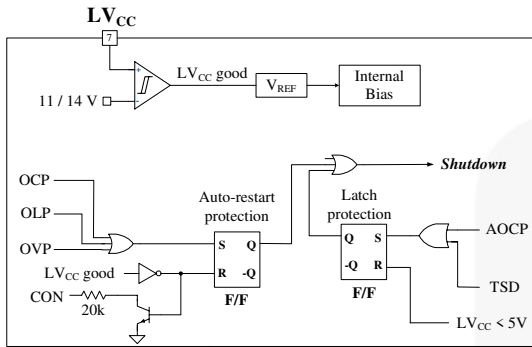 LVCC
7
+
-
11 / 14 V
LVCC good
VREF
Internal
Bias
Shutdown
OCP
OLP
OVP
Auto-restart
protection
S Q
R -Q
F/F
Latch
protection
Q S
-Q R
F/F
AOCP
TSD
LVCC good
CON
20k
LVCC < 5V